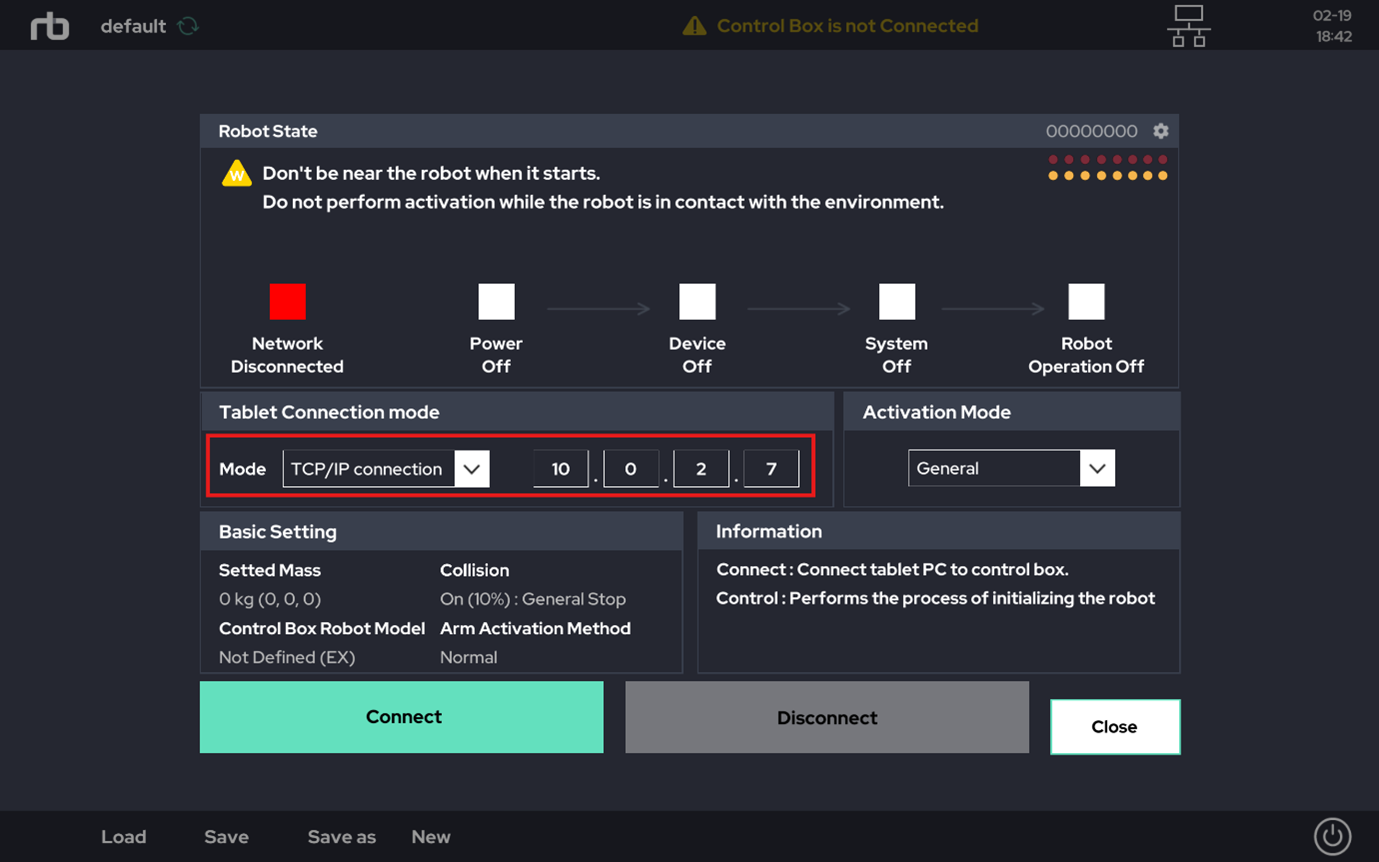 rb default Control Box is not Connected 02-19
18:42
Robot State 00000000
W Don't be near the robot when it starts.
Do not perform activation while the robot is in contact with the environment.
Network Power Device System Robot
Disconnected Off Off Off Operation Off
Tablet Connection mode
Mode TCP/IP connection 10 . 0 . 2 . 7
Activation Mode
General
Basic Setting
Setted Mass Collision
0 kg (0, 0, 0) On (10%) : General Stop
Control Box Robot Model Arm Activation Method
Not Defined (EX) Normal
Information
Connect : Connect tablet PC to control box.
Control : Performs the process of initializing the robot
Connect Disconnect Close
Load Save Save as New